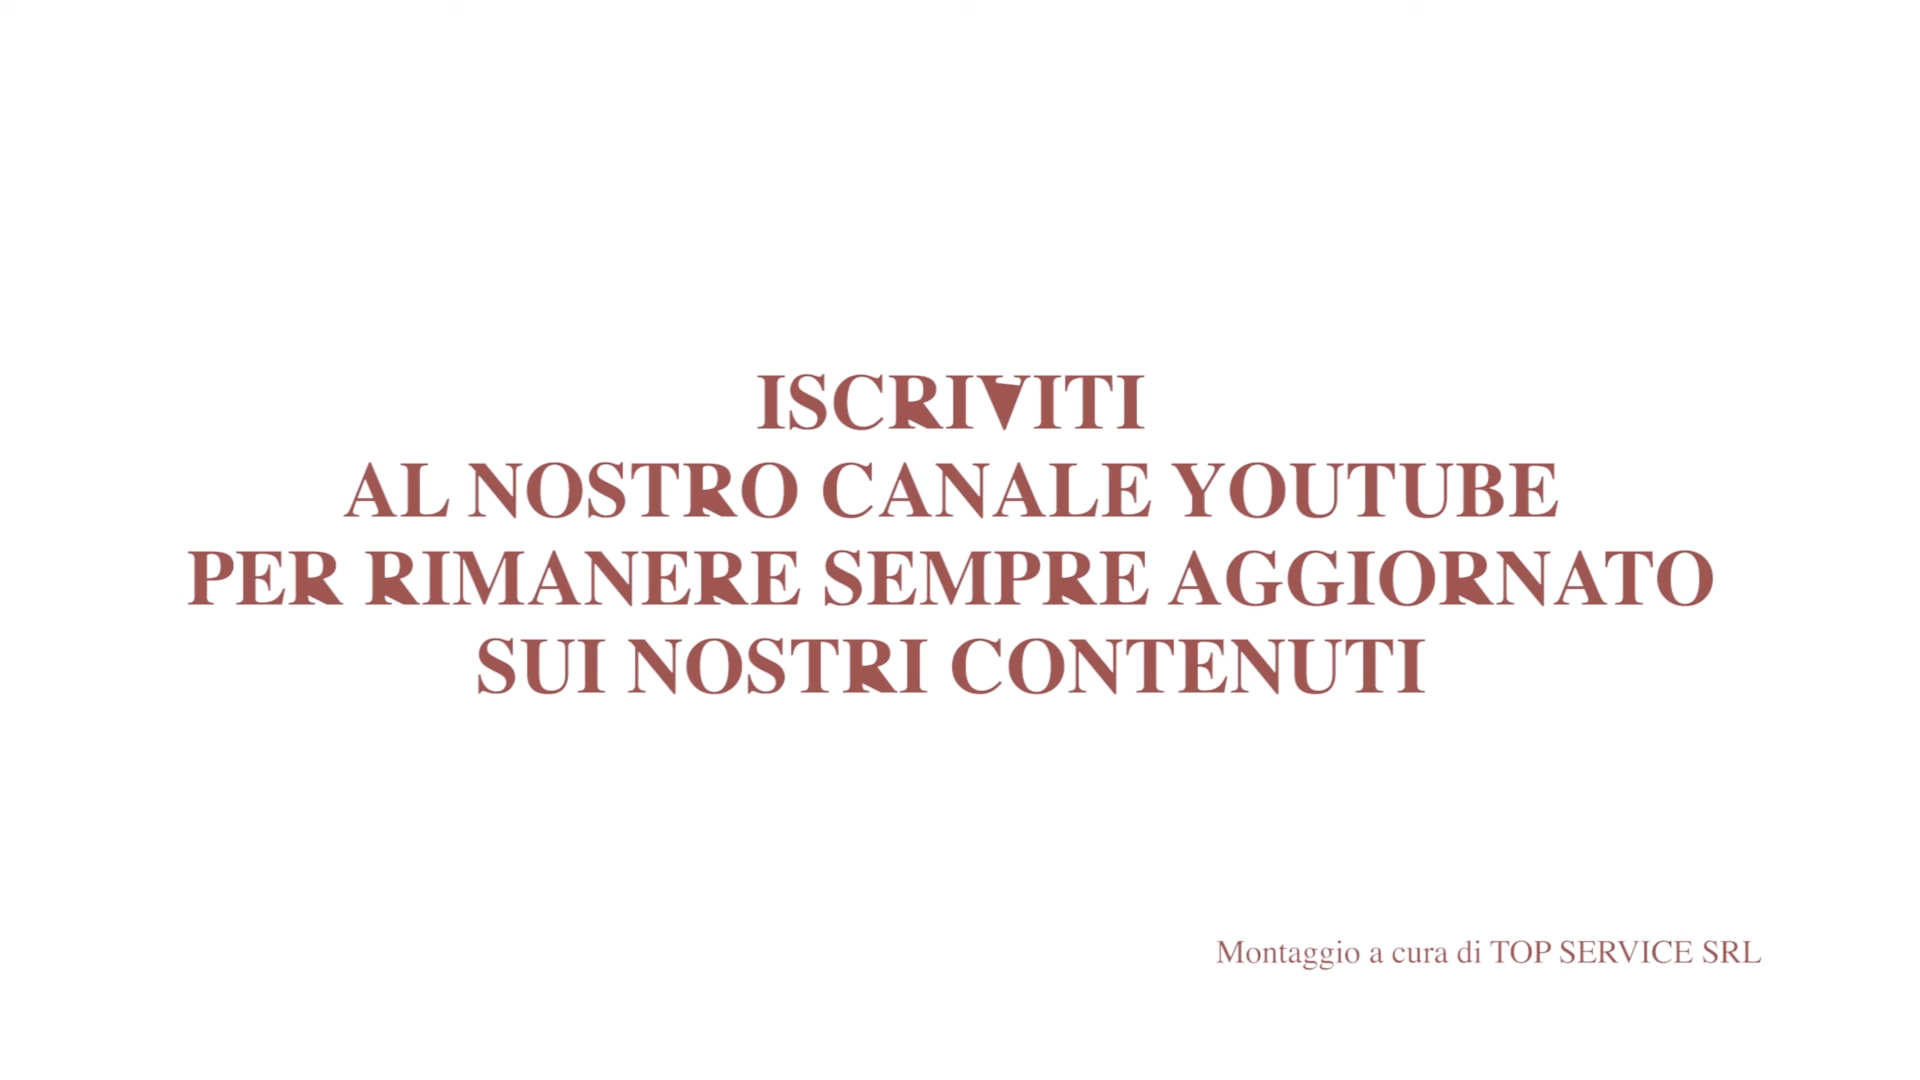 ISCRIVITI
AL NOSTRO CANALE YOUTUBE
PER RIMANERE SEMPRE AGGIORNATO
SUI NOSTRI CONTENUTI
Montaggio a cura di TOP SERVICE SRL